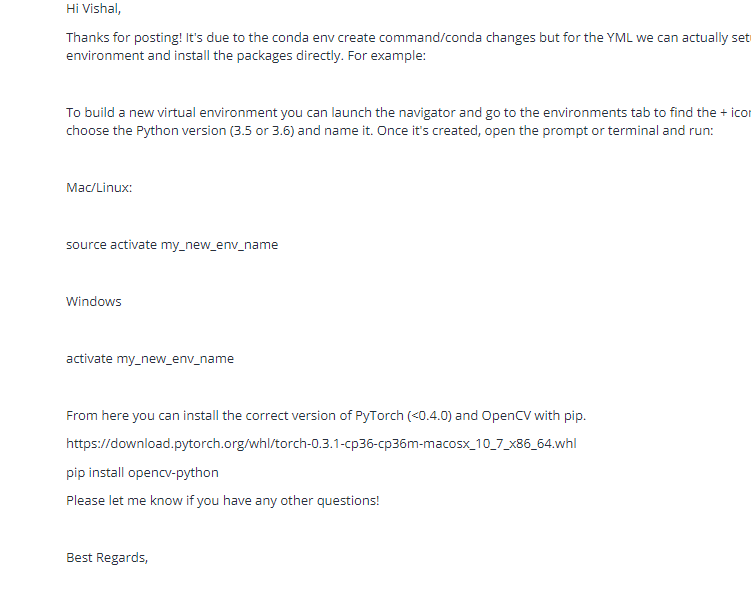 Hi Vishal,
Thanks for posting! It's due to the conda env create command/conda changes but for the YML we can actually
environment and install the packages directly. For example:
To build a new virtual environment you can launch the navigator and go to the environments tab to find the +
choose the Python version (3.5 or 3.6) and name it. Once it's created, open the prompt or terminal and run:
Mac/Linux:
source activate my_new_env_name
Windows
activate my_new_env_name
From here you can install the correct version of PyTorch (<0.4.0) and OpenCV with pip.
https://download.pytorch.org/whl/torch-0.3.1-cp36-cp36m-macosx_10_7_x86_64.whl
pip install opencv-python
Please let me know if you have any other questions!
Best Regards,